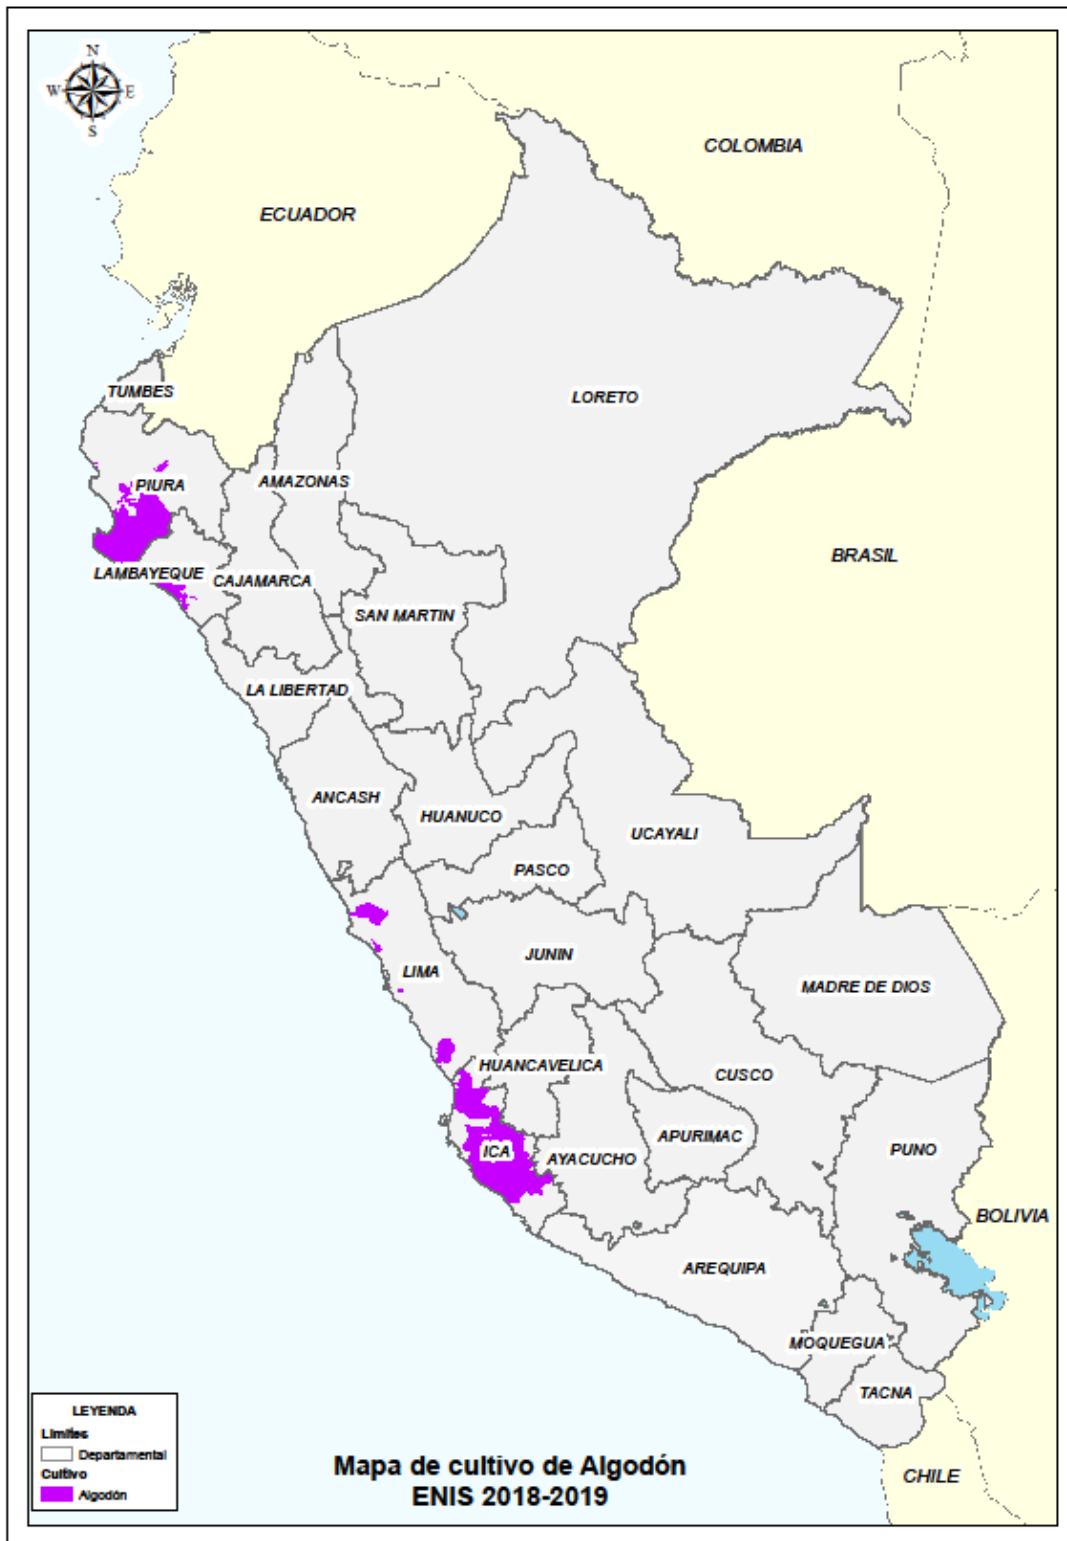 N
W E
S
COLOMBIA
ECUADOR
TUMBES
LORETO
PIURA
AMAZONAS
BRASIL
LAMBAYEQUE
CAJAMARCA
SAN MARTIN
LA LIBERTAD
ANCASH
HUANUCO
UCAYALI
PASCO
JUNIN
LIMA
MADRE DE DIOS
HUANCAVELICA
CUSCO
APURIMAC
ICA
AYACUCHO
PUNO
BOLIVIA
AREQUIPA
MOQUEGUA
TACNA
CHILE
LEYENDA
Limites
Departamental
Cultivo
Algodón
Mapa de cultivo de Algodón
ENIS 2018-2019